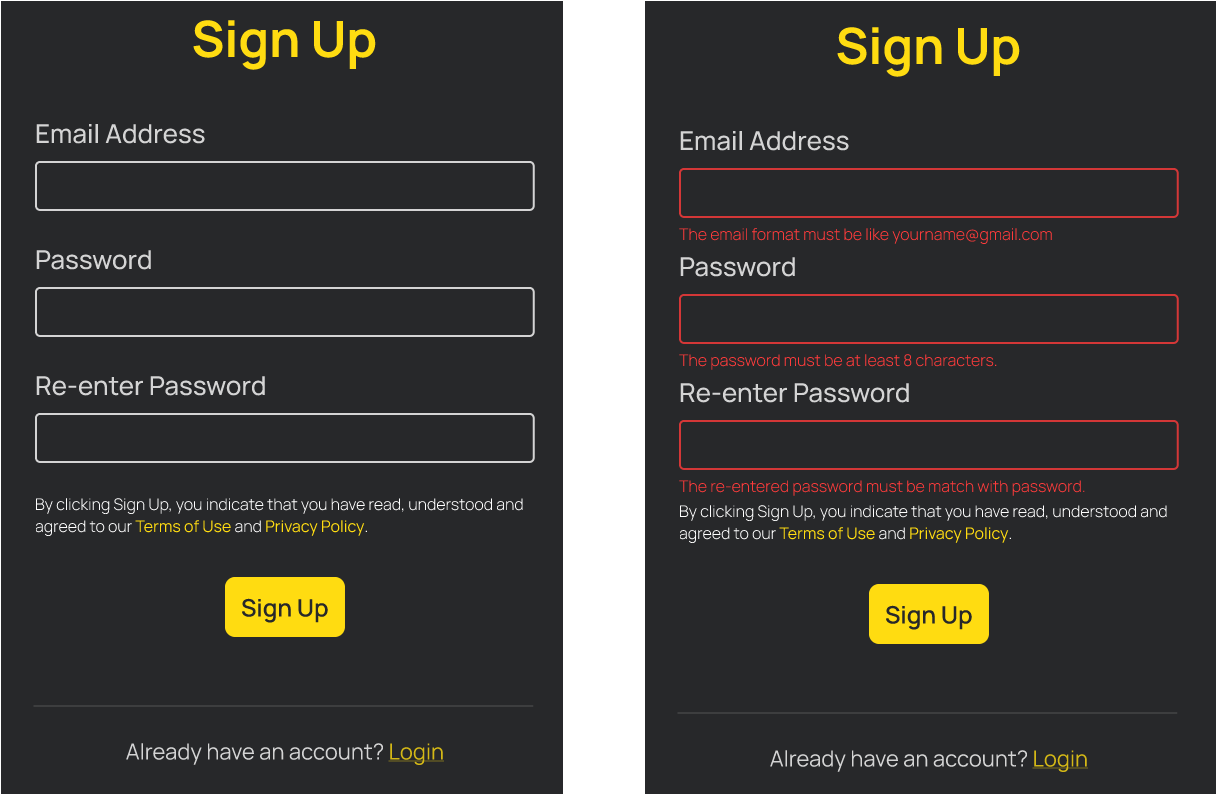 Sign Up
Email Address
Password
Re-enter Password
By clicking Sign Up, you indicate that you have read, understood and
agreed to our Terms of Use and Privacy Policy.
Sign Up
Already have an account? Login
Sign Up
Email Address
The email format must be like yourname@gmail.com
Password
The password must be at least 8 characters.
Re-enter Password
The re-entered password must be match with password.
By clicking Sign Up, you indicate that you have read, understood and
agreed to our Terms of Use and Privacy Policy.
Sign Up
Already have an account? Login